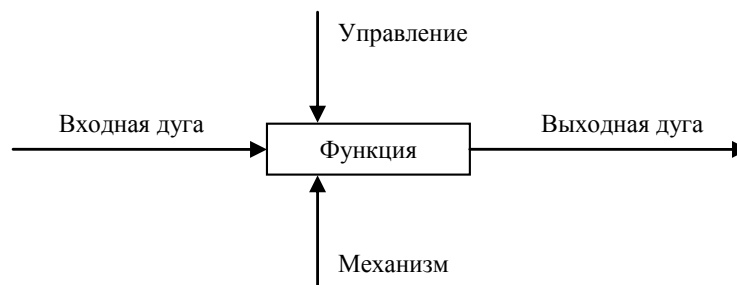 Управление
Входная дуга
Функция
Выходная дуга
Механизм